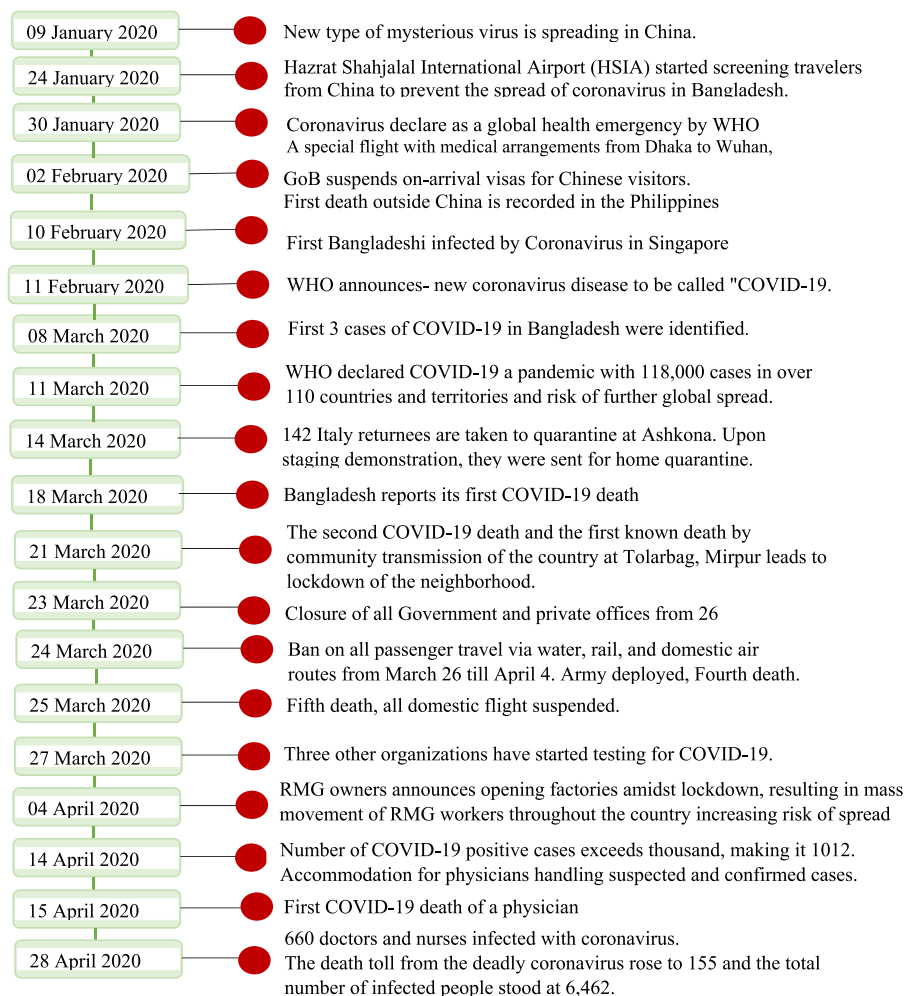 09 January 2020
New type of mysterious virus is spreading in China.
24 January 2020
Hazrat Shahjalal International Airport (HSIA) started screening travelers
from China to prevent the spread of coronavirus in Bangladesh.
30 January 2020
Coronavirus declare as a global health emergency by WHO
A special flight with medical arrangements from Dhaka to Wuhan,
02 February 2020
GoB suspends on-arrival visas for Chinese visitors.
First death outside China is recorded in the Philippines
10 February 2020
First Bangladeshi infected by Coronavirus in Singapore
11 February 2020
WHO announces- new coronavirus disease to be called "COVID-19.
08 March 2020
First 3 cases of COVID-19 in Bangladesh were identified.
11 March 2020
WHO declared COVID-19 a pandemic with 118,000 cases in over
110 countries and territories and risk of further global spread.
14 March 2020
142 Italy returnees are taken to quarantine at Ashkona. Upon
staging demonstration, they were sent for home quarantine.
18 March 2020
Bangladesh reports its first COVID-19 death
21 March 2020
The second COVID-19 death and the first known death by
community transmission of the country at Tolarbag, Mirpur leads to
lockdown of the neighborhood.
23 March 2020
Closure of all Government and private offices from 26
24 March 2020
Ban on all passenger travel via water, rail, and domestic air
routes from March 26 till April 4. Army deployed, Fourth death.
25 March 2020
Fifth death, all domestic flight suspended.
27 March 2020
Three other organizations have started testing for COVID-19.
04 April 2020
RMG owners announces opening factories amidst lockdown, resulting in mass
movement of RMG workers throughout the country increasing risk of spread
14 April 2020
Number of COVID-19 positive cases exceeds thousand, making it 1012.
Accommodation for physicians handling suspected and confirmed cases.
15 April 2020
First COVID-19 death of a physician
28 April 2020
660 doctors and nurses infected with coronavirus.
The death toll from the deadly coronavirus rose to 155 and the total
number of infected people stood at 6,462.